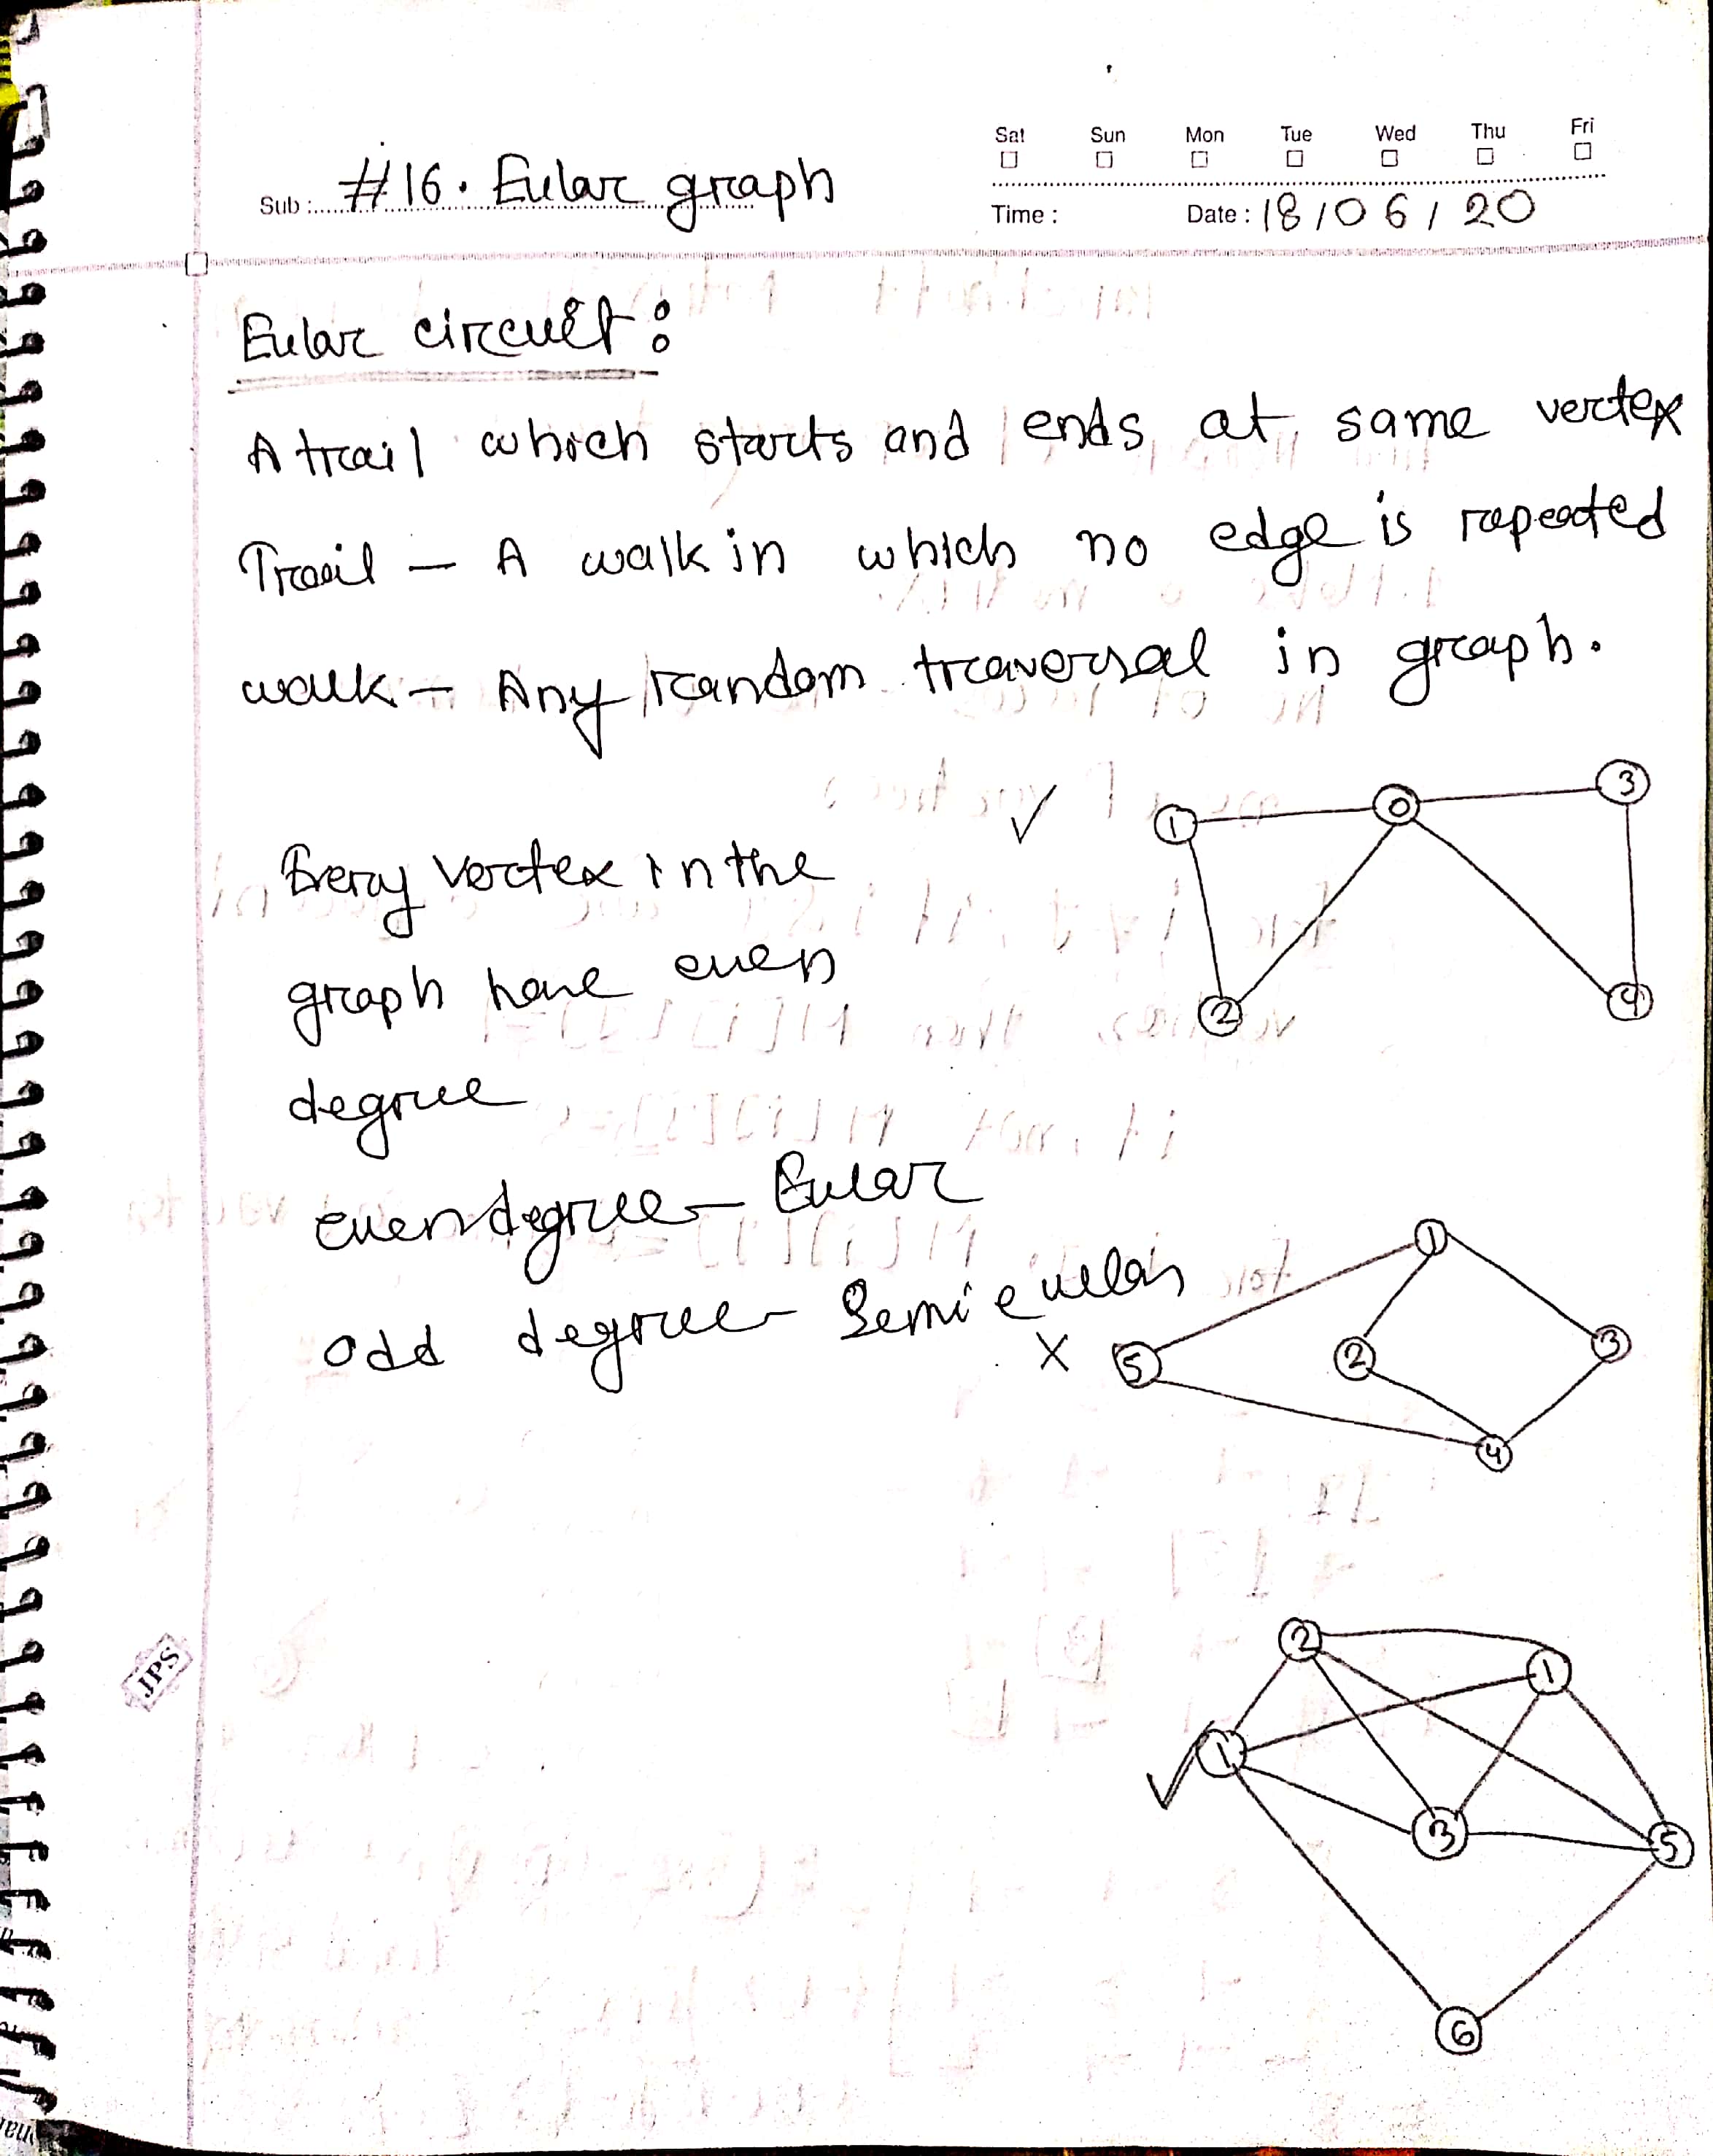 Sat Sun Mon Tue Wed Thu Fri
Sub : #16. Eular graph
Time : Date : 18/06/20
Eular circuit:
A trail which starts and ends at same vertex
Trail — A walk in which no edge is repeated
walk — Any random traversal in graph.
Every vertex in the
graph have even
degree
even degree — Eular
odd degree — Semi eular
✓
1 0 3
2 4
X
1
5 2 3
4
✓
2 1
1
3 5
6
JPS